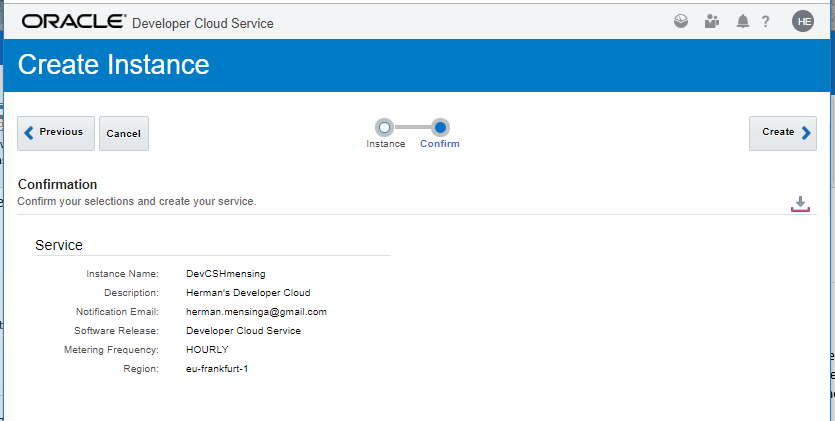 ORACLE® Developer Cloud Service
? HE
Create Instance
Previous Cancel Create
Instance Confirm
Confirmation
Confirm your selections and create your service.
Service
Instance Name: DevCSHmensing
Description: Herman's Developer Cloud
Notification Email: herman.mensinga@gmail.com
Software Release: Developer Cloud Service
Metering Frequency: HOURLY
Region: eu-frankfurt-1